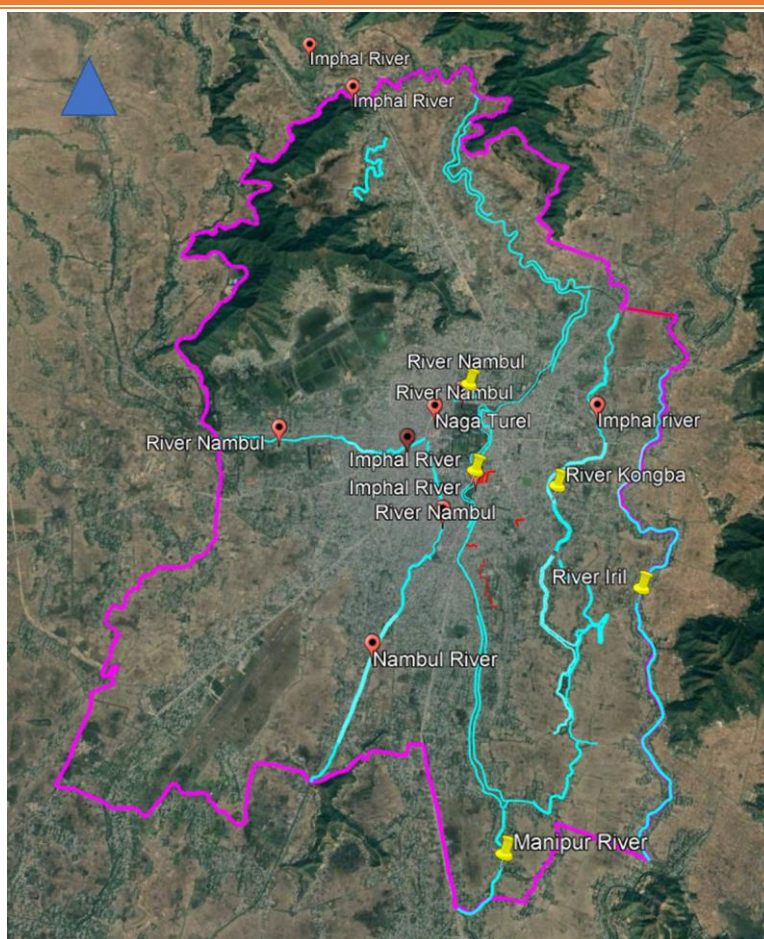 Imphal River
Imphal River
River Nambul
River Nambul
Naga Turel
Imphal river
River Nambul
Imphal River
River Kongba
Imphal River
River Nambul
River Iril
Nambul River
Manipur River